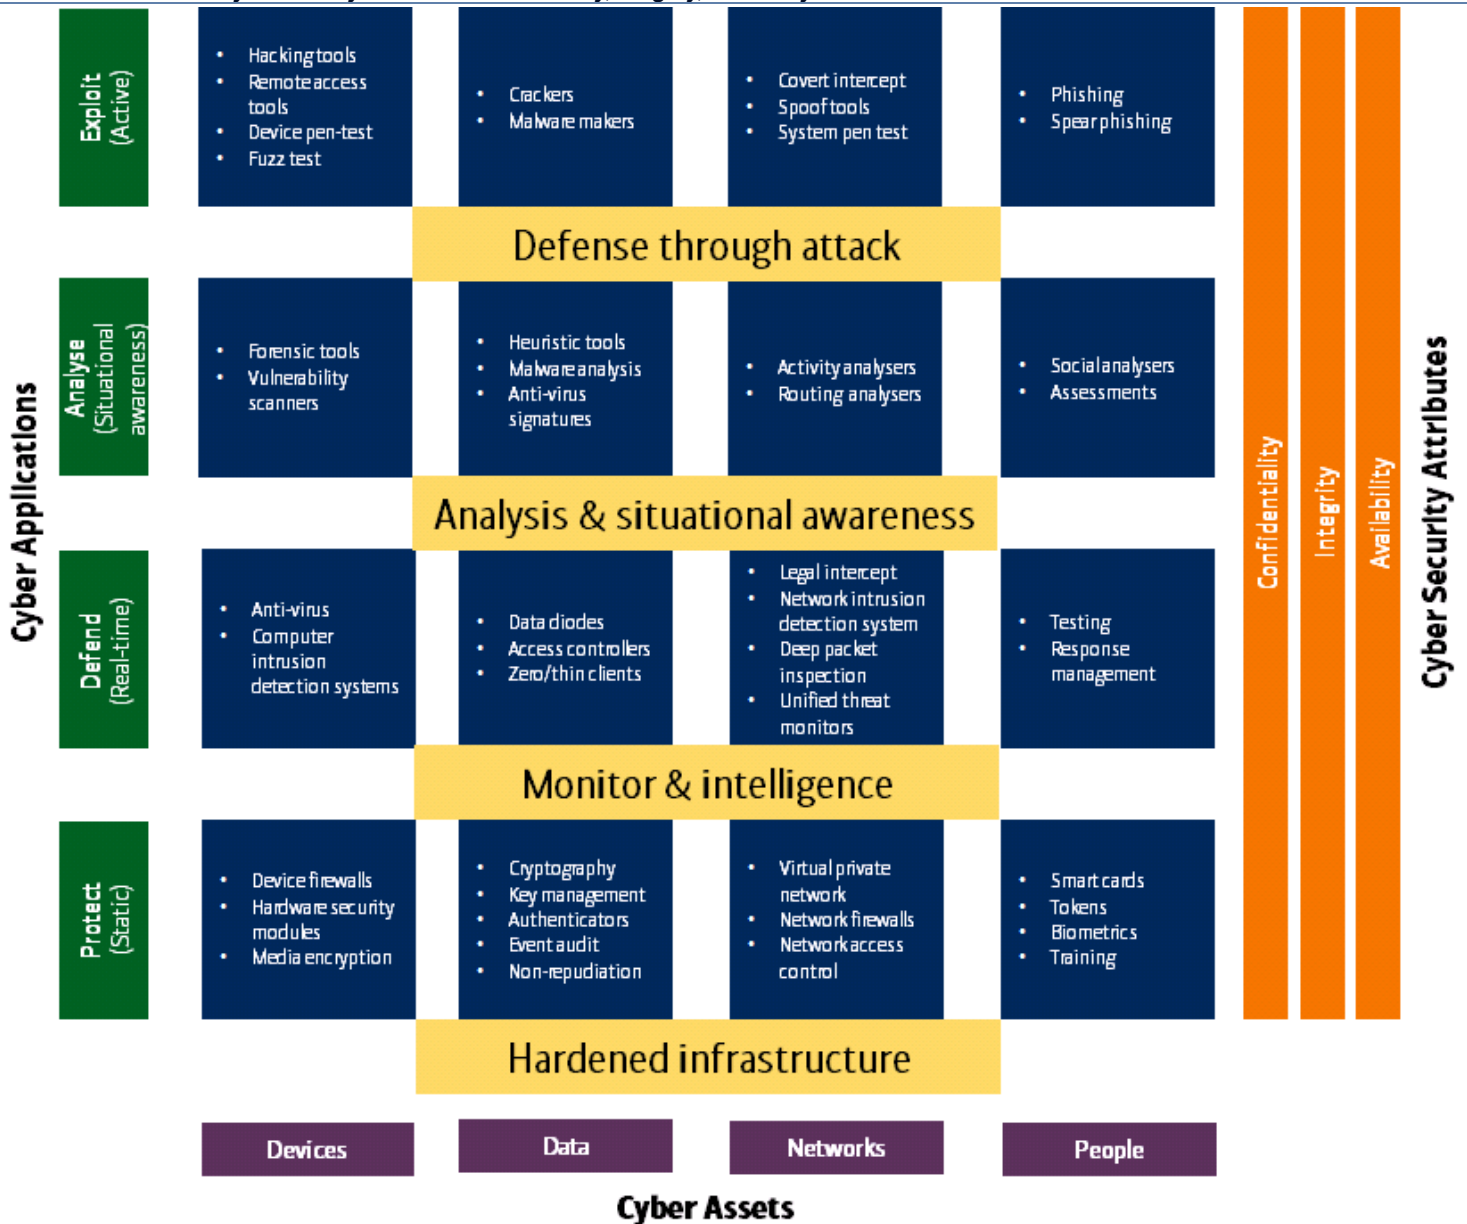 Exploit
(Active)
Hacking tools
Remote access
tools
Device pen-test
Fuzz test
Crackers
Malware makers
Covert intercept
Spoof tools
System pen test
Phishing
Spear phishing
Defense through attack
Analyse
(Situational
awareness)
Forensic tools
Vulnerability
scanners
Heuristic tools
Malware analysis
Anti-virus
signatures
Activity analysers
Routing analysers
Social analysers
Assessments
Analysis & situational awareness
Cyber Applications
Defend
(Real-time)
Anti-virus
Computer
intrusion
detection systems
Data diodes
Access controllers
Zero/thin clients
Legal intercept
Network intrusion
detection system
Deep packet
inspection
Unified threat
monitors
Testing
Response
management
Monitor & intelligence
Protect
(Static)
Device firewalls
Hardware security
modules
Media encryption
Cryptography
Key management
Authenticators
Event audit
Non-repudiation
Virtual private
network
Network firewalls
Network access
control
Smart cards
Tokens
Biometrics
Training
Hardened infrastructure
Confidentiality
Integrity
Availability
Cyber Security Attributes
Devices
Data
Networks
People
Cyber Assets